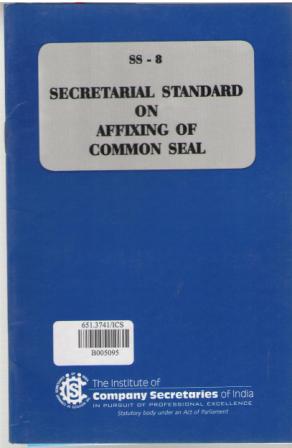 SS - 8
SECRETARIAL STANDARD
ON
AFFIXING OF
COMMON SEAL
651.3741/ICS
B005095
The Institute of
Company Secretaries of India
IN PURSUIT OF PROFESSIONAL EXCELLENCE
Statutory body under an Act of Parliament